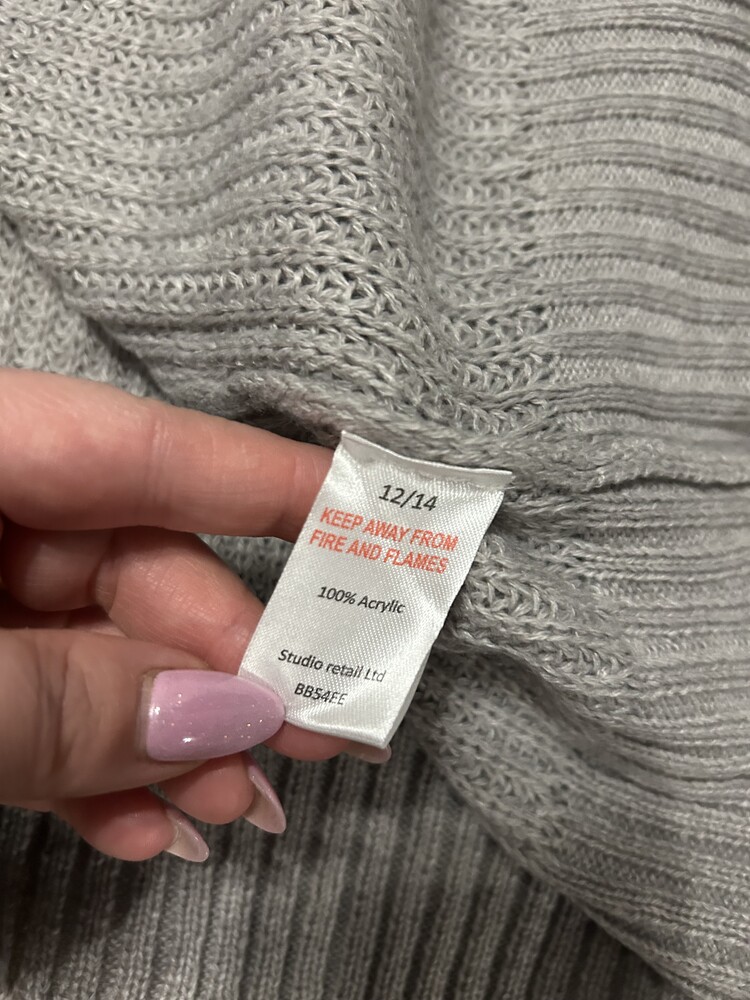 12/14
KEEP AWAY FROM
FIRE AND FLAMES
100% Acrylic
Studio retail Ltd
BB54EE